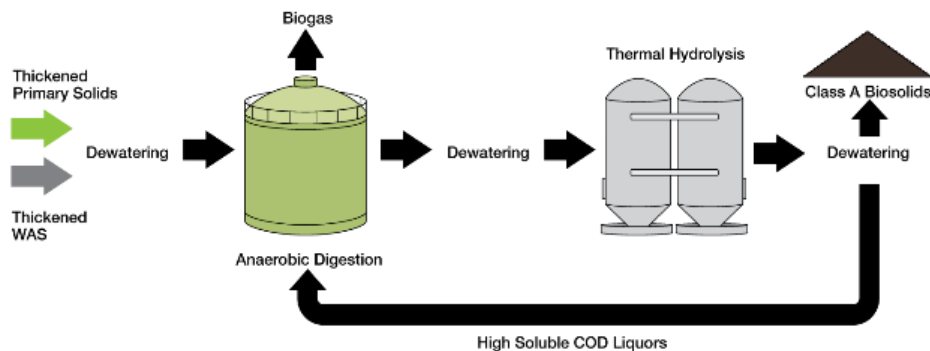 Biogas
Thickened
Primary Solids
Thermal Hydrolysis
Class A Biosolids
Dewatering
Dewatering
Dewatering
Thickened
WAS
Anaerobic Digestion
High Soluble COD Liquors